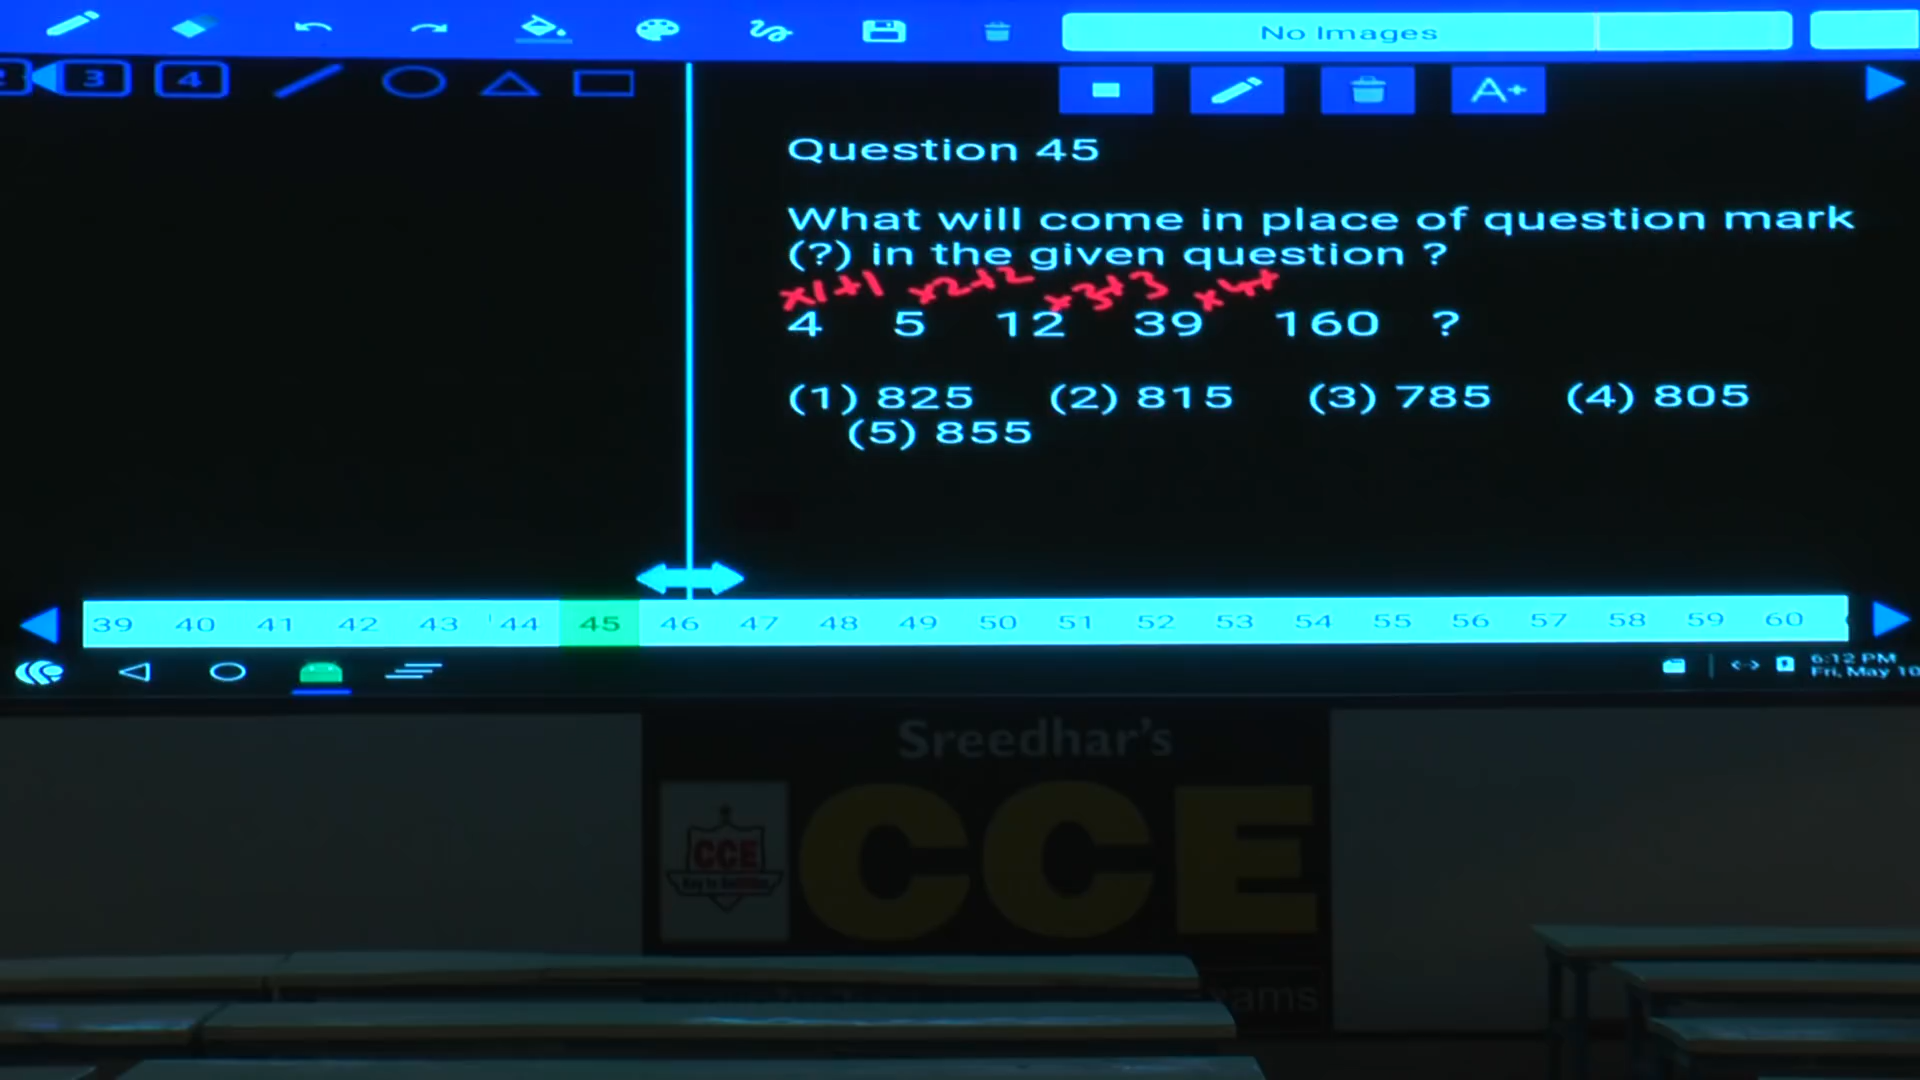 No Images
3 4 A+
Question 45
What will come in place of question mark
(?) in the given question ?
×1+1 ×2+2 ×3+3 ×4+
4 5 12 39 160 ?
(1) 825 (2) 815 (3) 785 (4) 805
(5) 855
39 40 41 42 43 44 45 46 47 48 49 50 51 52 53 54 55 56 57 58 59 60
6:12 PM
Fri, May 10
Sreedhar's
CCE
CCE